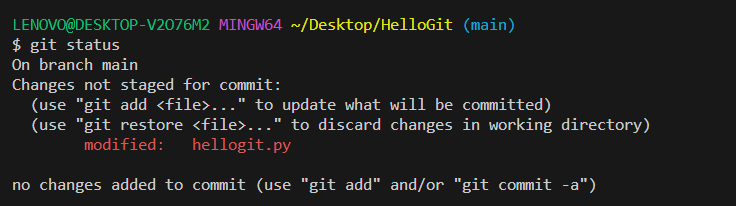 LENOVO@DESKTOP-V2O76M2 MINGW64 ~/Desktop/HelloGit (main)
$ git status
On branch main
Changes not staged for commit:
  (use "git add <file>..." to update what will be committed)
  (use "git restore <file>..." to discard changes in working directory)
        modified:   hellogit.py

no changes added to commit (use "git add" and/or "git commit -a")